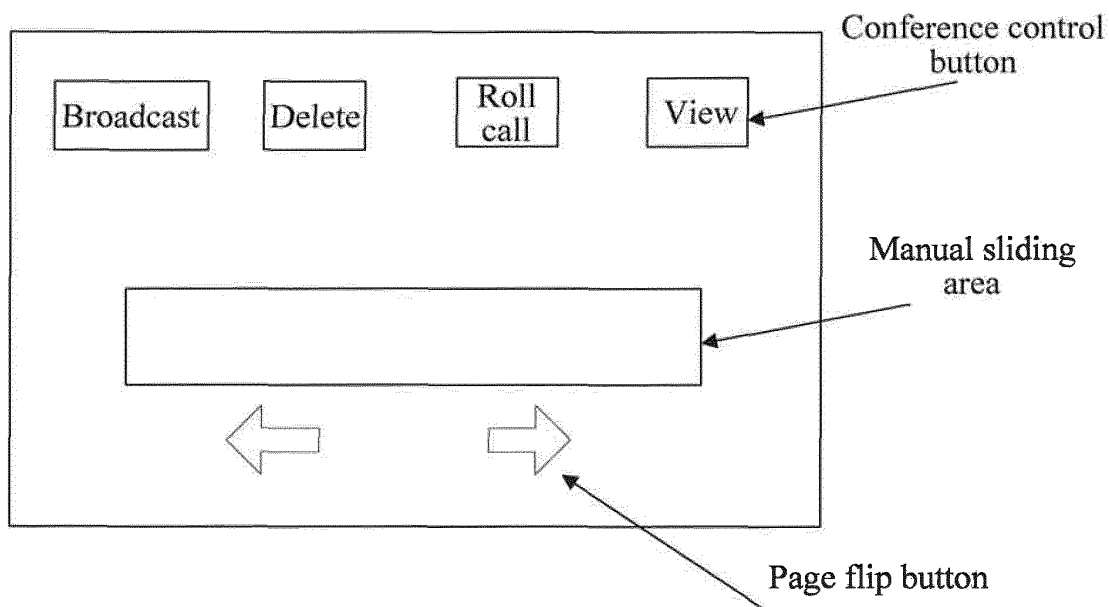 Conference control
button
Broadcast
Delete
Roll
call
View
Manual sliding
area
Page flip button